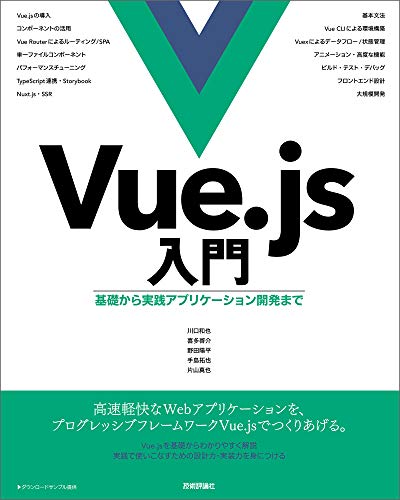 Vue.jsの導入
コンポーネントの活用
Vue Routerによるルーティング/SPA
単一ファイルコンポーネント
パフォーマンスチューニング
TypeScript連携・Storybook
Nuxt.js・SSR
基本文法
Vue CLIによる環境構築
Vuexによるデータフロー/状態管理
アニメーション・高度な機能
ビルド・テスト・デバッグ
フロントエンド設計
大規模開発
Vue.js
入門
基礎から実践アプリケーション開発まで
川口和也
喜多啓介
野田陽平
手島拓也
片山真也
高速軽快なWebアプリケーションを、
プログレッシブフレームワークVue.jsでつくりあげる。
Vue.jsを基礎からわかりやすく解説
実践で使いこなすための設計力・実装力を身につける
▶ダウンロードサンプル提供
技術評論社